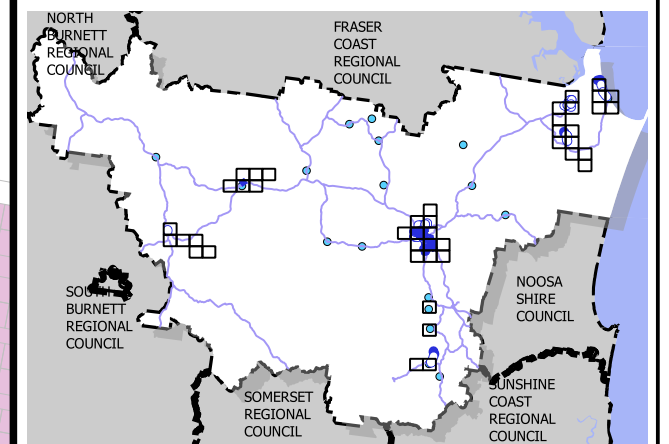 NORTH
BURNETT
REGIONAL
COUNCIL
FRASER
COAST
REGIONAL
COUNCIL
NOOSA
SHIRE
COUNCIL
SOUTH
BURNETT
REGIONAL
COUNCIL
SOMERSET
REGIONAL
COUNCIL
SUNSHINE
COAST
REGIONAL
COUNCIL